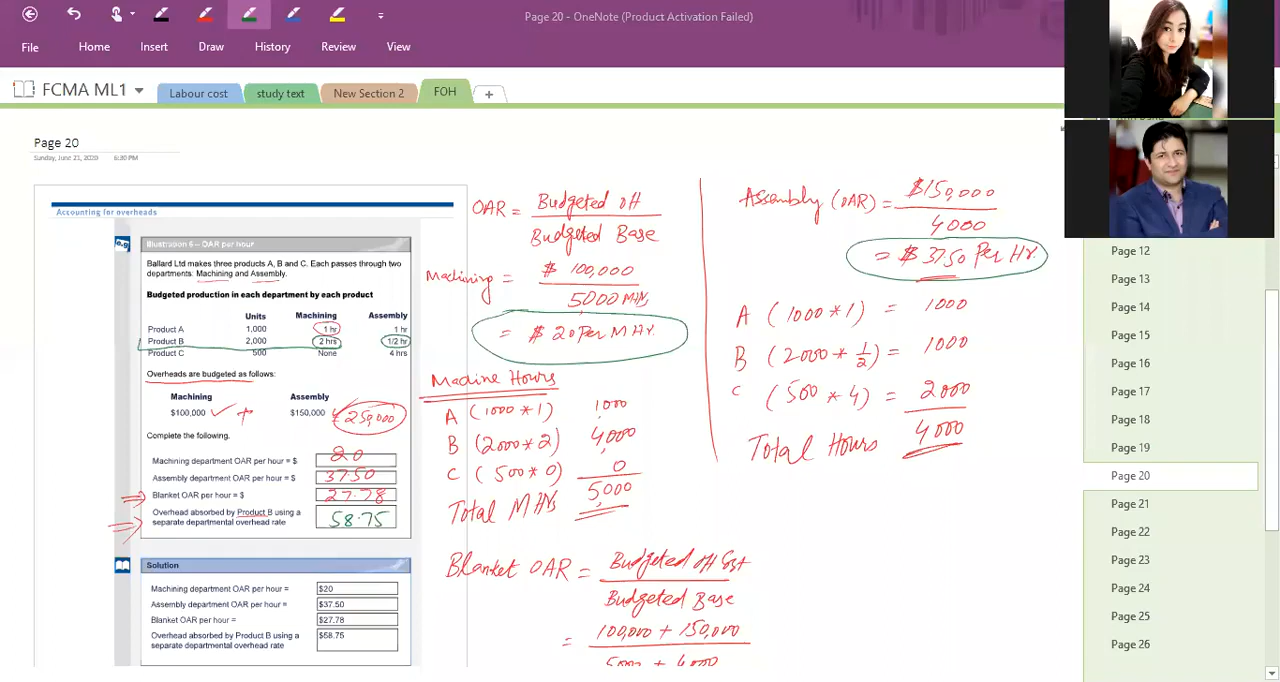 Page 20 - OneNote (Product Activation Failed)
File Home Insert Draw History Review View
FCMA ML1 Labour cost study text New Section 2 FOH +
Page 20
Sunday, June 21, 2020 6:20 PM
Accounting for overheads
e.g
Illustration 6 – OAR per hour
Ballard Ltd makes three products A, B and C. Each passes through two
departments: Machining and Assembly.
Budgeted production in each department by each product
Units Machining Assembly
Product A 1,000 1 hr 1 hr
Product B 2,000 2 hrs 1/2 hr
Product C 500 None 4 hrs
Overheads are budgeted as follows:
Machining Assembly
$100,000 + $150,000 250,000
Complete the following.
Machining department OAR per hour = $ 20
Assembly department OAR per hour = $ 37.50
Blanket OAR per hour = $ 27.78
Overhead absorbed by Product B using a
separate departmental overhead rate 58.75
Solution
Machining department OAR per hour = $20
Assembly department OAR per hour = $37.50
Blanket OAR per hour = $27.78
Overhead absorbed by Product B using a $58.75
separate departmental overhead rate
OAR = Budgeted OH
Budgeted Base
Machining = $ 100,000
5000 MHrs
= $ 20 Per M Hr.
Machine Hours
A (1000*1) 1000
B (2000*2) 4,000
C (500*0) 0
Total MHrs 5,000
Blanket OAR = Budgeted OH Cost
Budgeted Base
= 100,000 + 150,000
5000 + 4000
Assembly (OAR) = $150,000
4000
= $ 37.50 Per Hr.
A (1000*1) = 1000
B (2000*1/2) = 1000
C (500*4) = 2000
Total Hours 4000
Page 12
Page 13
Page 14
Page 15
Page 16
Page 17
Page 18
Page 19
Page 20
Page 21
Page 22
Page 23
Page 24
Page 25
Page 26